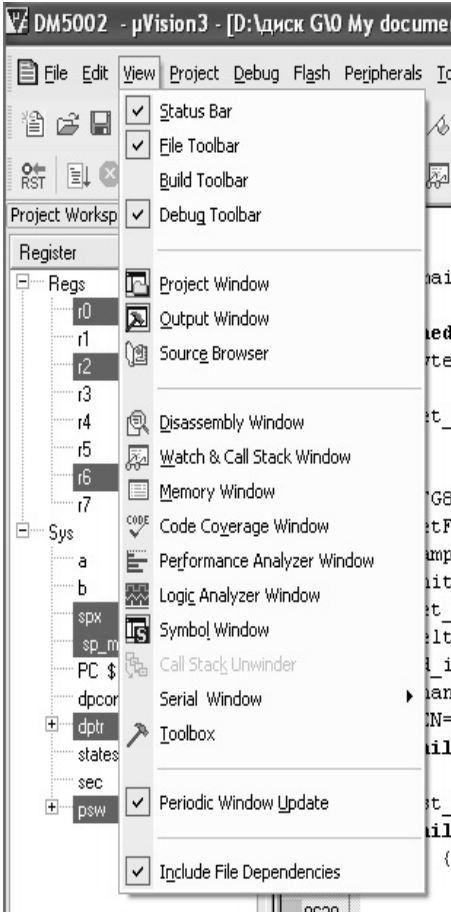 DM5002 - µVision3 - [D:\диск G\0 My docume
File Edit View Project Debug Flash Peripherals To
Status Bar
File Toolbar
RST
Build Toolbar
Project Worksp
Debug Toolbar
Register
Regs
Project Window
r0
Output Window
r1
Source Browser
r2
r3
r4
Disassembly Window
r5
Watch & Call Stack Window
r6
Memory Window
r7
CODE
Code Coverage Window
Sys
a
Performance Analyzer Window
b
Logic Analyzer Window
spx
Symbol Window
sp_m
PC $
Call Stack Unwinder
dpcor
Serial Window
dptr
Toolbox
states
sec
psw
Periodic Window Update
Include File Dependencies